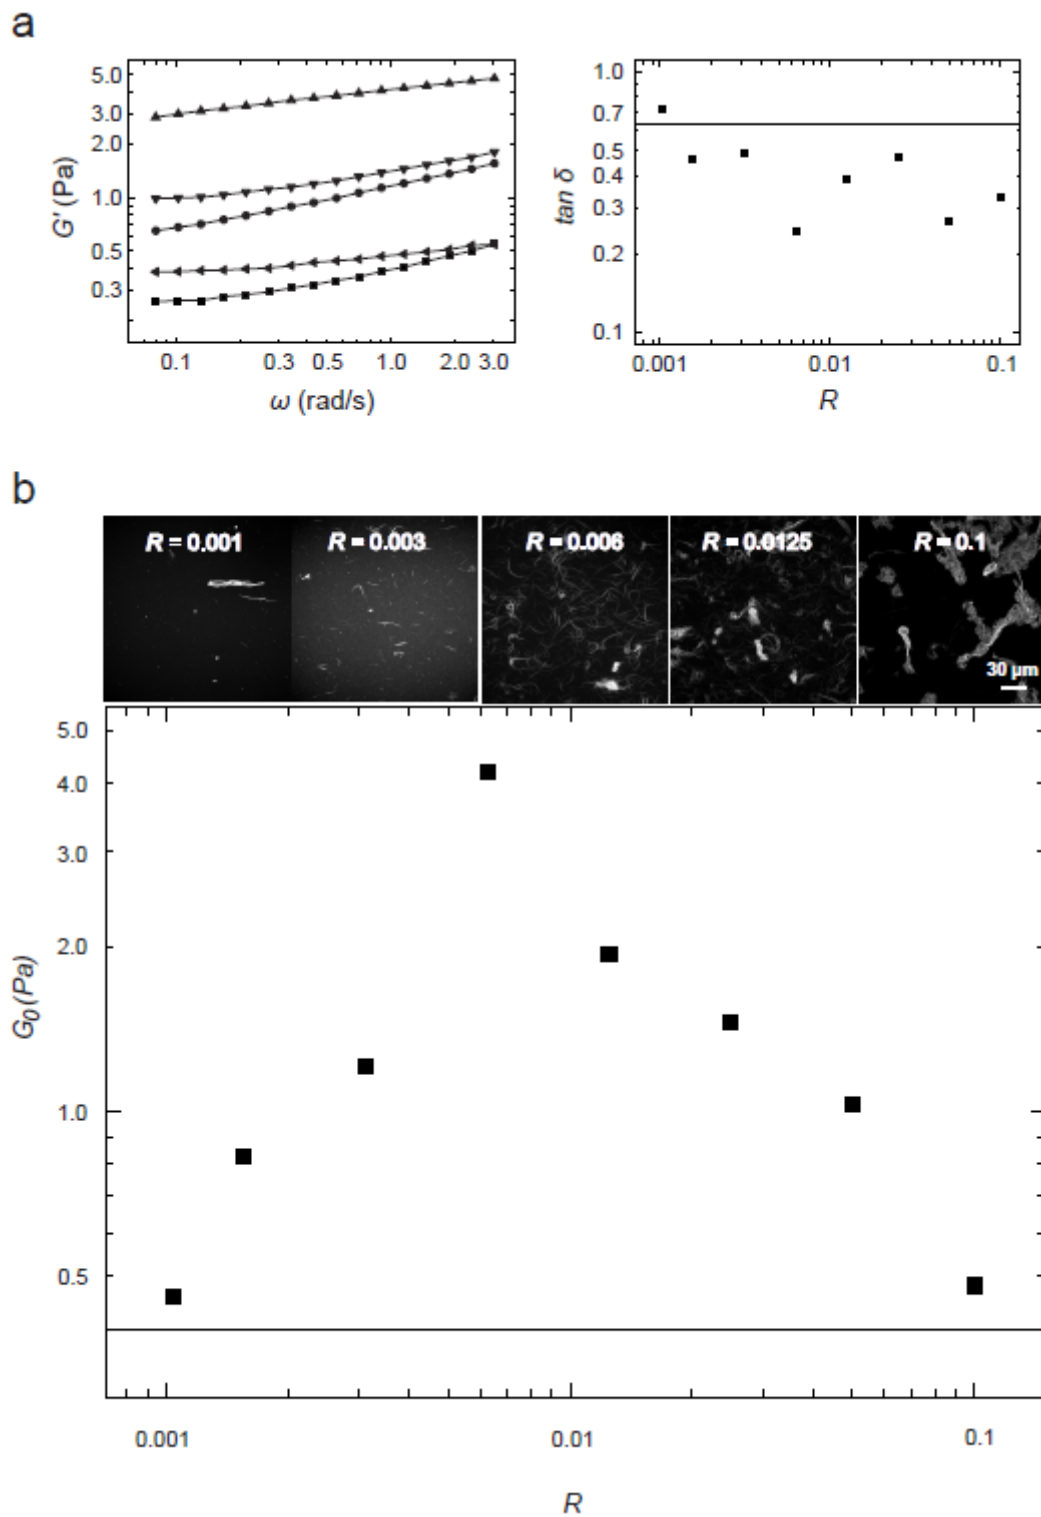 a
5.0
3.0
2.0
1.0
0.5
0.3
G' (Pa)
0.1 0.3 0.5 1.0 2.0 3.0
ω (rad/s)
1.0
0.7
0.5
0.4
0.3
0.2
0.1
tan δ
0.001 0.01 0.1
R
b
R = 0.001 R = 0.003 R = 0.006 R = 0.0125 R = 0.1
30 µm
5.0
4.0
3.0
2.0
1.0
0.5
G0 (Pa)
0.001 0.01 0.1
R